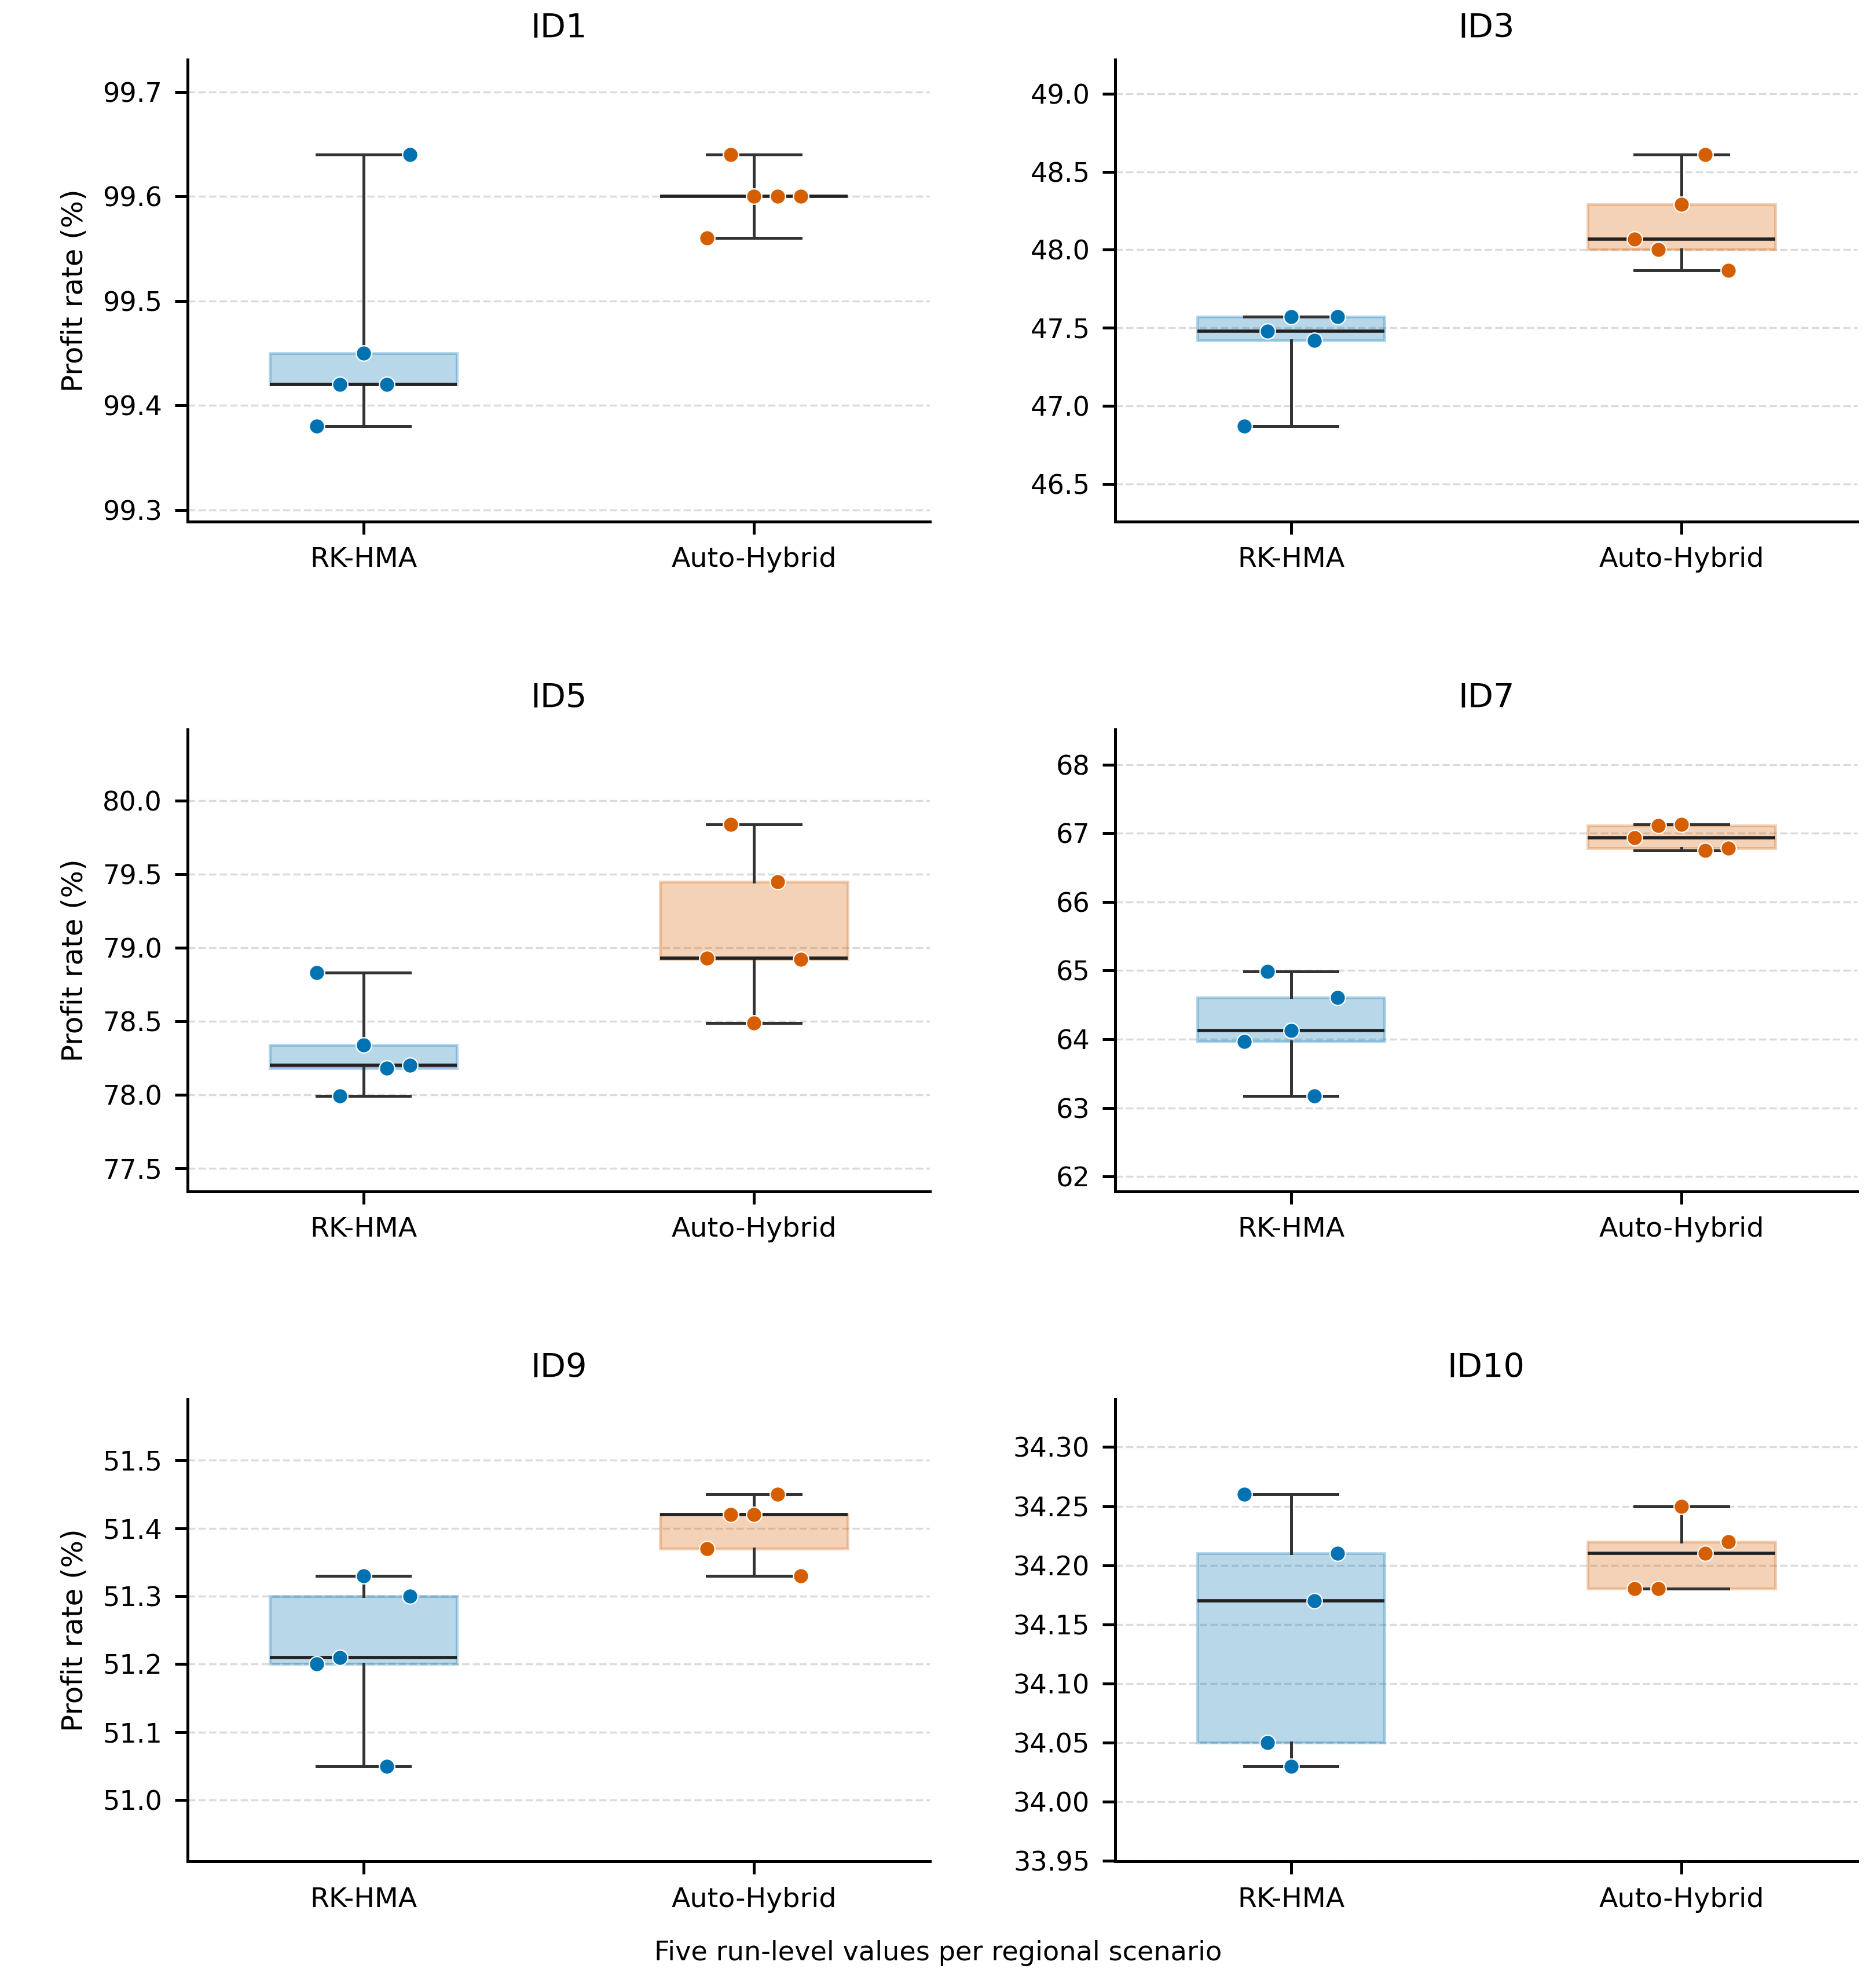 ID1
99.7
99.6
99.5
99.4
99.3
Profit rate (%)
RK-HMA
Auto-Hybrid
ID3
49.0
48.5
48.0
47.5
47.0
46.5
RK-HMA
Auto-Hybrid
ID5
80.0
79.5
79.0
78.5
78.0
77.5
Profit rate (%)
RK-HMA
Auto-Hybrid
ID7
68
67
66
65
64
63
62
RK-HMA
Auto-Hybrid
ID9
51.5
51.4
51.3
51.2
51.1
51.0
Profit rate (%)
RK-HMA
Auto-Hybrid
ID10
34.30
34.25
34.20
34.15
34.10
34.05
34.00
33.95
RK-HMA
Auto-Hybrid
Five run-level values per regional scenario